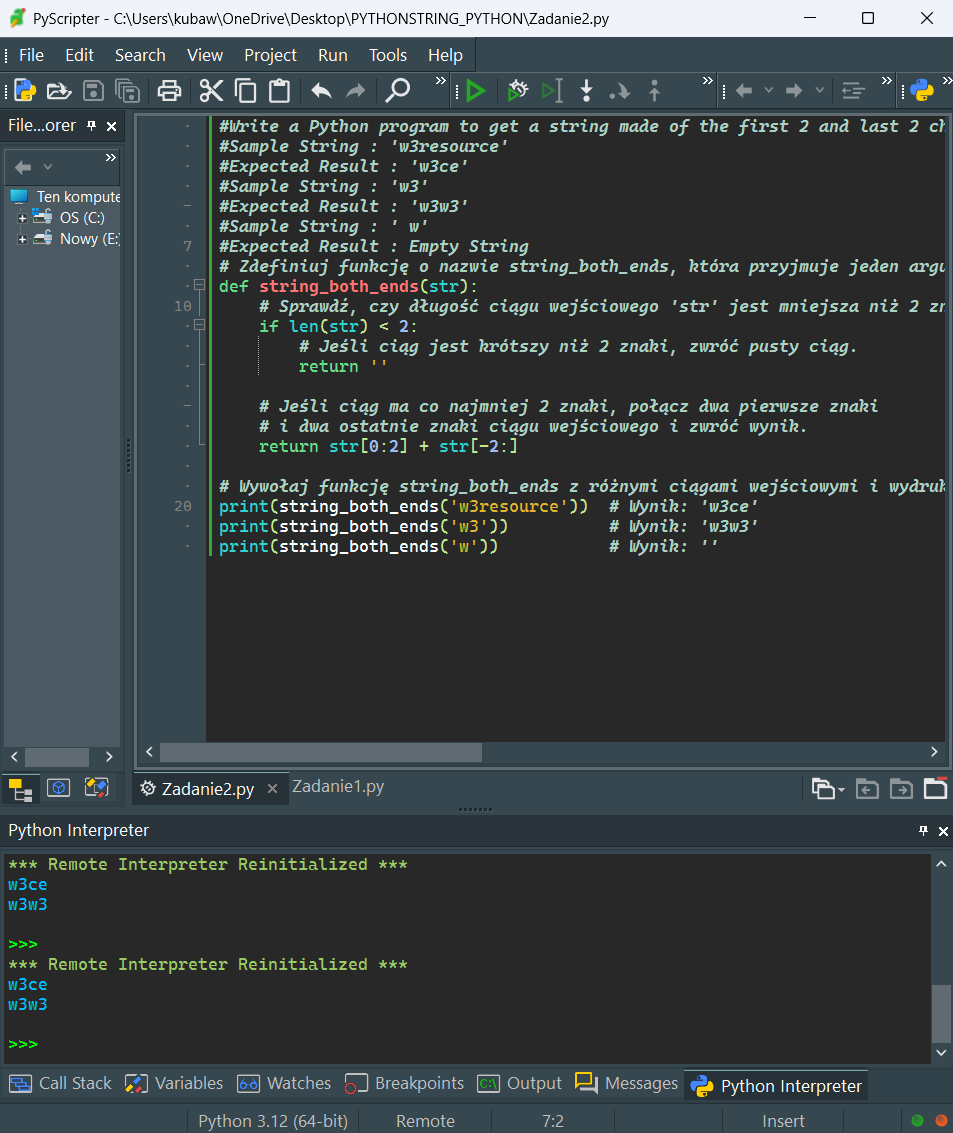 PyScripter - C:\Users\kubaw\OneDrive\Desktop\PYTHONSTRING_PYTHON\Zadanie2.py
File Edit Search View Project Run Tools Help
File...orer
Ten kompute
OS (C:)
Nowy (E:
#Write a Python program to get a string made of the first 2 and last 2 ch
#Sample String : 'w3resource'
#Expected Result : 'w3ce'
#Sample String : 'w3'
#Expected Result : 'w3w3'
#Sample String : ' w'
7 #Expected Result : Empty String
# Zdefiniuj funkcję o nazwie string_both_ends, która przyjmuje jeden argu
def string_both_ends(str):
10 # Sprawdź, czy długość ciągu wejściowego 'str' jest mniejsza niż 2 zn
if len(str) < 2:
# Jeśli ciąg jest krótszy niż 2 znaki, zwróć pusty ciąg.
return ''
# Jeśli ciąg ma co najmniej 2 znaki, połącz dwa pierwsze znaki
# i dwa ostatnie znaki ciągu wejściowego i zwróć wynik.
return str[0:2] + str[-2:]
# Wywołaj funkcję string_both_ends z różnymi ciągami wejściowymi i wydruk
20 print(string_both_ends('w3resource')) # Wynik: 'w3ce'
print(string_both_ends('w3')) # Wynik: 'w3w3'
print(string_both_ends('w')) # Wynik: ''
Zadanie2.py Zadanie1.py
Python Interpreter
*** Remote Interpreter Reinitialized ***
w3ce
w3w3
>>>
*** Remote Interpreter Reinitialized ***
w3ce
w3w3
>>>
Call Stack Variables Watches Breakpoints Output Messages Python Interpreter
Python 3.12 (64-bit) Remote 7:2 Insert